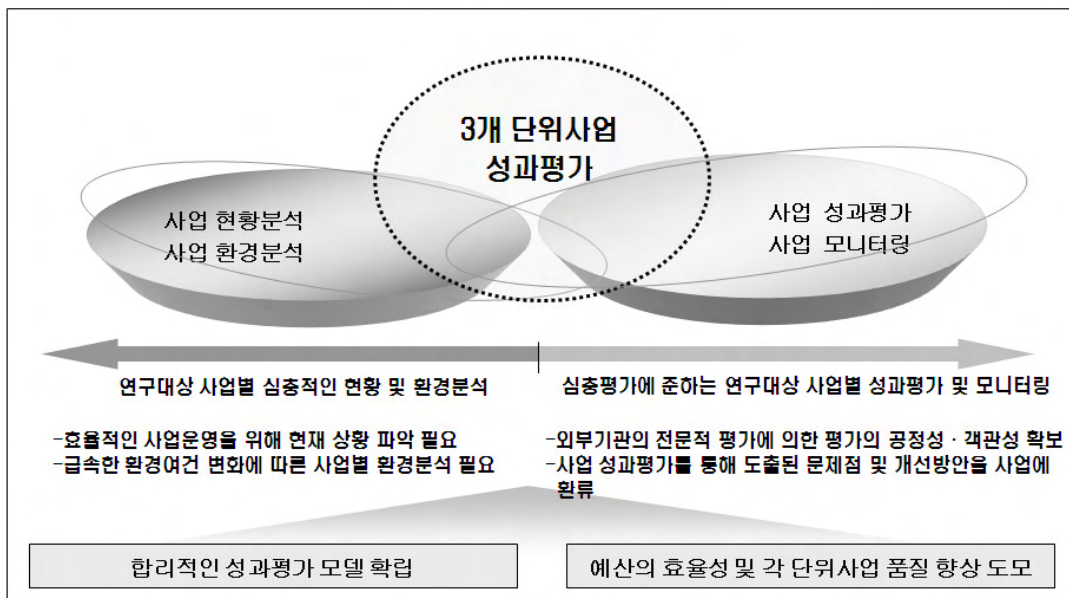 3개 단위사업
성과평가
사업 현황분석
사업 환경분석
사업 성과평가
사업 모니터링
연구대상 사업별 심층적인 현황 및 환경분석
-효율적인 사업운영을 위해 현재 상황 파악 필요
-급속한 환경여건 변화에 따른 사업별 환경분석 필요
심층평가에 준하는 연구대상 사업별 성과평가 및 모니터링
-외부기관의 전문적 평가에 의한 평가의 공정성·객관성 확보
-사업 성과평가를 통해 도출된 문제점 및 개선방안을 사업에
환류
합리적인 성과평가 모델 확립
예산의 효율성 및 각 단위사업 품질 향상 도모